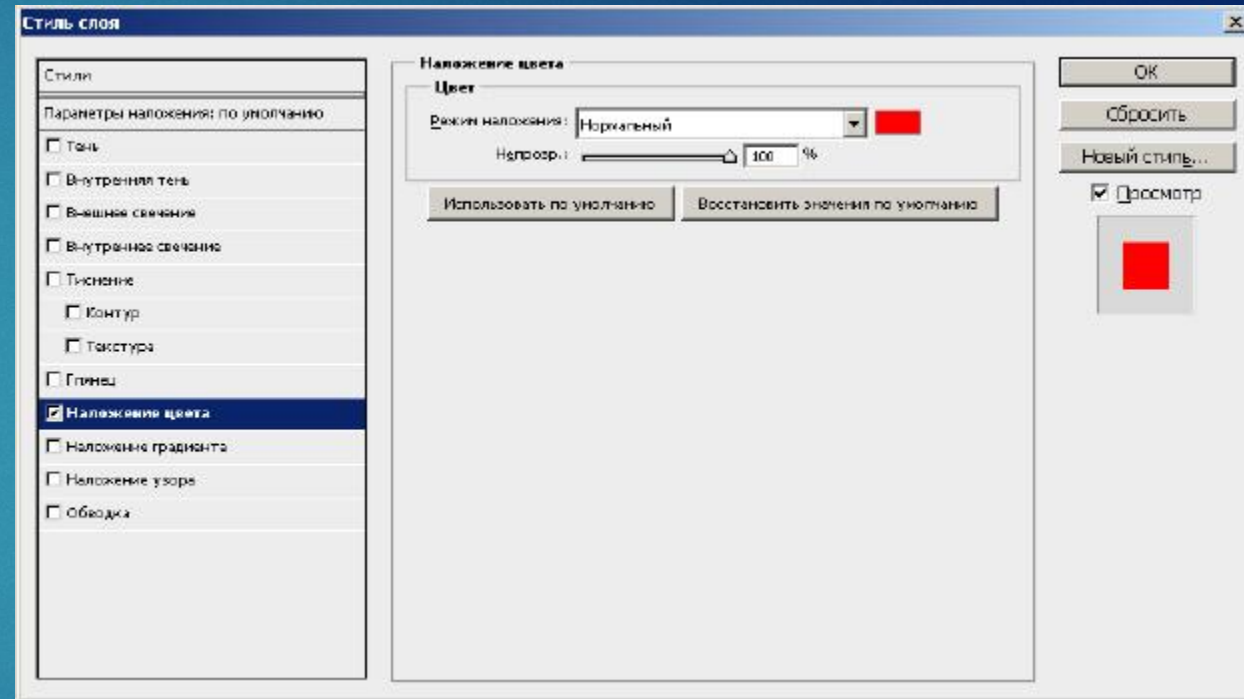 Стиль слоя
Стили
Параметры наложения: по умолчанию
Тень
Внутренняя тень
Внешнее свечение
Внутреннее свечение
Тиснение
Контур
Текстура
Глянец
Наложение цвета
Наложение градиента
Наложение узора
Обводка
Наложение цвета
Цвет
Режим наложения: Нормальный
Непрозр.: 100 %
Использовать по умолчанию Восстановить значения по умолчанию
OK
Сбросить
Новый стиль...
Просмотр